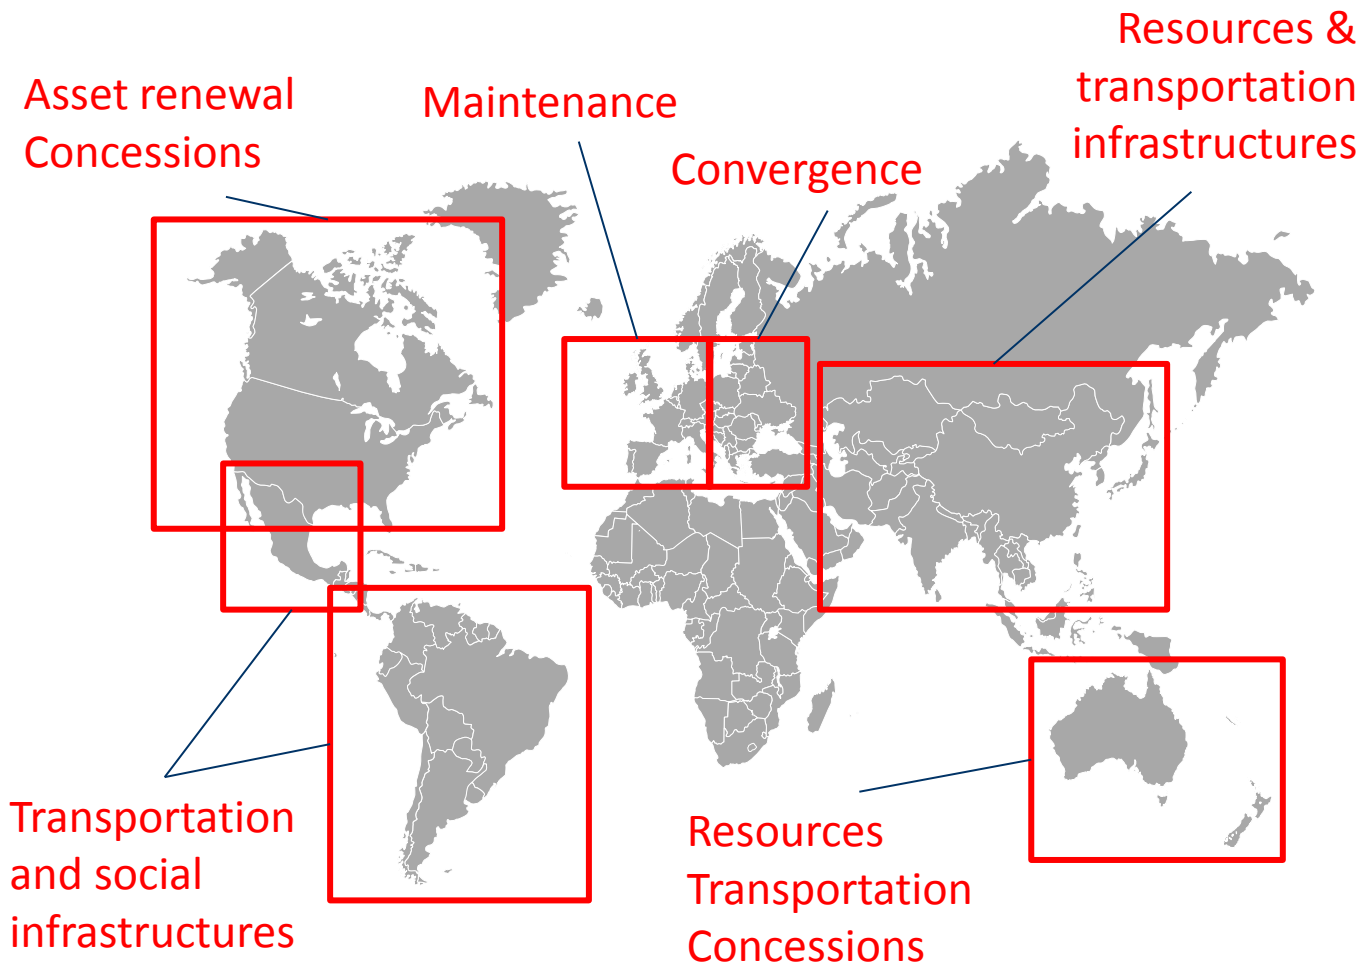 Resources &
transportation
infrastructures
Asset renewal
Concessions
Maintenance
Convergence
Transportation
and social
infrastructures
Resources
Transportation
Concessions